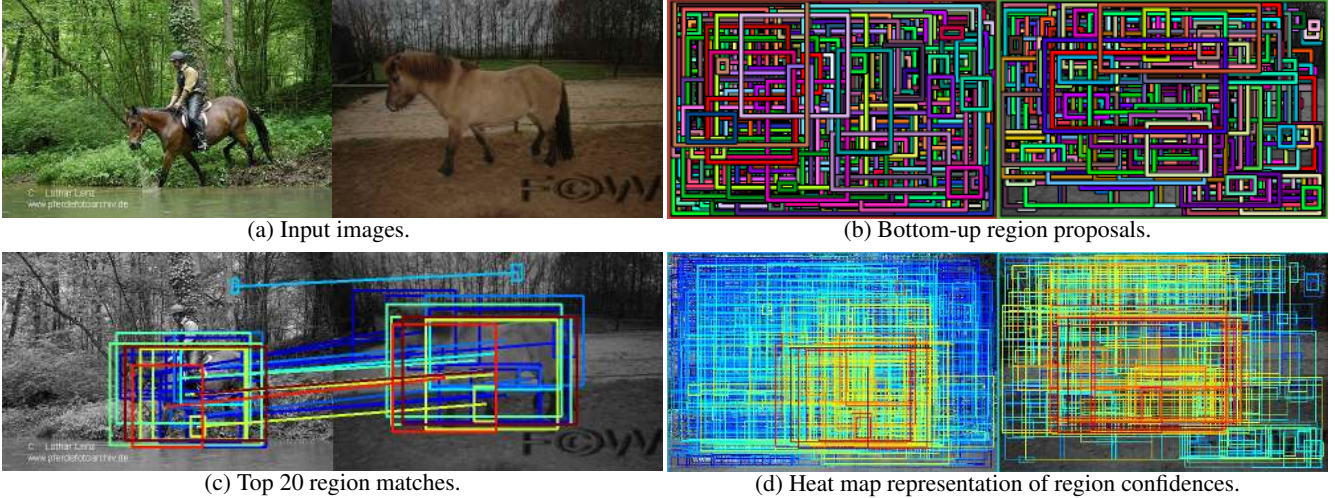 C Lothar Lenz
www.pferdefotoarchiv.de
F©W
(a) Input images.
(b) Bottom-up region proposals.
C Lothar Lenz
www.pferdefotoarchiv.de
F©W
(c) Top 20 region matches.
(d) Heat map representation of region confidences.